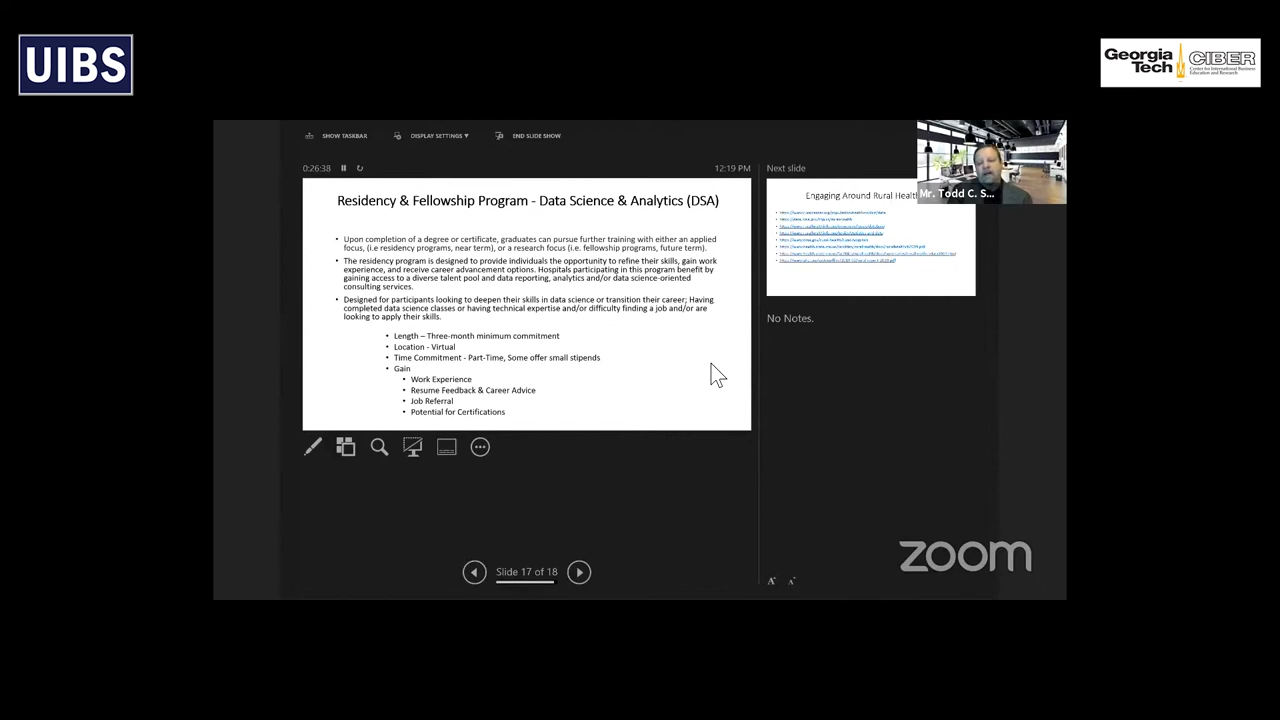 UIBS
Georgia Tech
CIBER
Center for International Business Education and Research
SHOW TASKBAR
DISPLAY SETTINGS ▼
END SLIDE SHOW
0:26:38
12:19 PM
Next slide
Mr. Todd C. S...
Residency & Fellowship Program - Data Science & Analytics (DSA)
• Upon completion of a degree or certificate, graduates can pursue further training with either an applied
focus, (i.e residency programs, near term), or a research focus (i.e. fellowship programs, future term).
• The residency program is designed to provide individuals the opportunity to refine their skills, gain work
experience, and receive career advancement options. Hospitals participating in this program benefit by
gaining access to a diverse talent pool and data reporting, analytics and/or data science-oriented
consulting services.
• Designed for participants looking to deepen their skills in data science or transition their career; Having
completed data science classes or having technical expertise and/or difficulty finding a job and/or are
looking to apply their skills.
• Length – Three-month minimum commitment
• Location - Virtual
• Time Commitment - Part-Time, Some offer small stipends
• Gain
• Work Experience
• Resume Feedback & Career Advice
• Job Referral
• Potential for Certifications
Engaging Around Rural Health
No Notes.
Slide 17 of 18
A
A
zoom